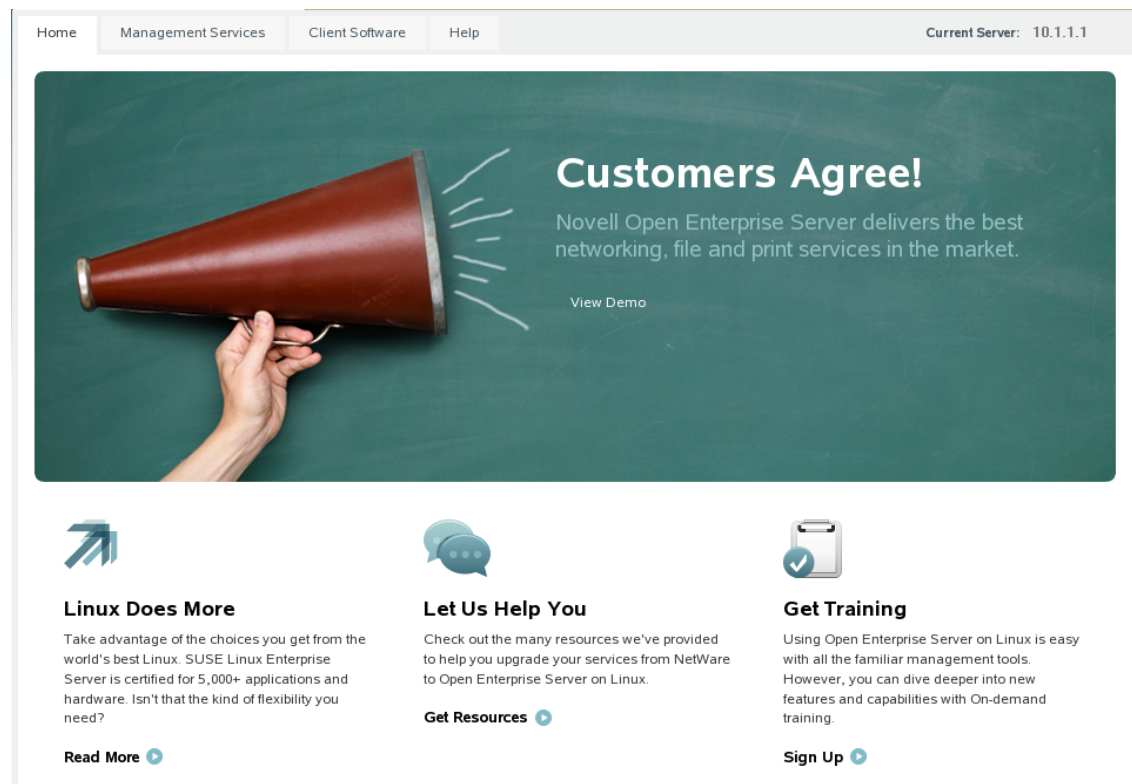 Home Management Services Client Software Help Current Server: 10.1.1.1
Customers Agree!
Novell Open Enterprise Server delivers the best
networking, file and print services in the market.
View Demo
Linux Does More
Take advantage of the choices you get from the
world's best Linux. SUSE Linux Enterprise
Server is certified for 5,000+ applications and
hardware. Isn't that the kind of flexibility you
need?
Read More
Let Us Help You
Check out the many resources we've provided
to help you upgrade your services from NetWare
to Open Enterprise Server on Linux.
Get Resources
Get Training
Using Open Enterprise Server on Linux is easy
with all the familiar management tools.
However, you can dive deeper into new
features and capabilities with On-demand
training.
Sign Up